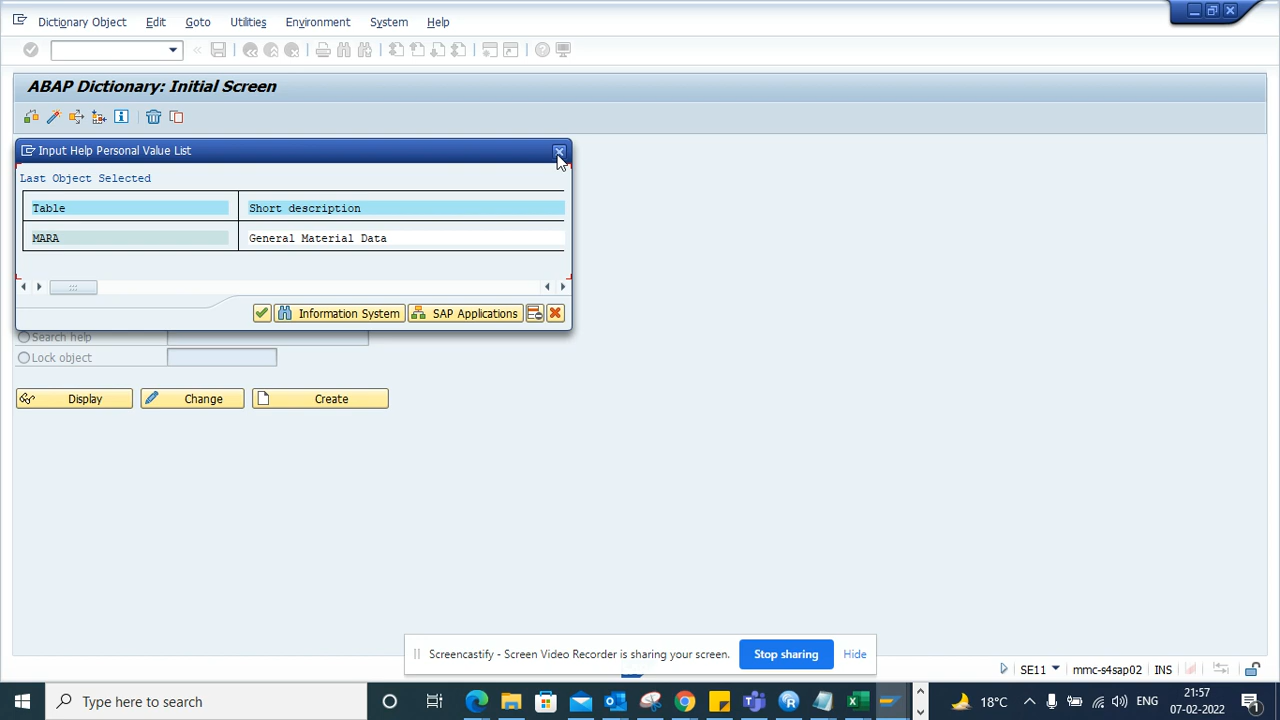 Dictionary Object Edit Goto Utilities Environment System Help
ABAP Dictionary: Initial Screen
Input Help Personal Value List
Last Object Selected
Table Short description
MARA General Material Data
Information System SAP Applications
Search help
Lock object
Display Change Create
Screencastify - Screen Video Recorder is sharing your screen. Stop sharing Hide
SE11 mmc-s4sap02 INS
Type here to search
18°C ENG
21:57
07-02-2022
1